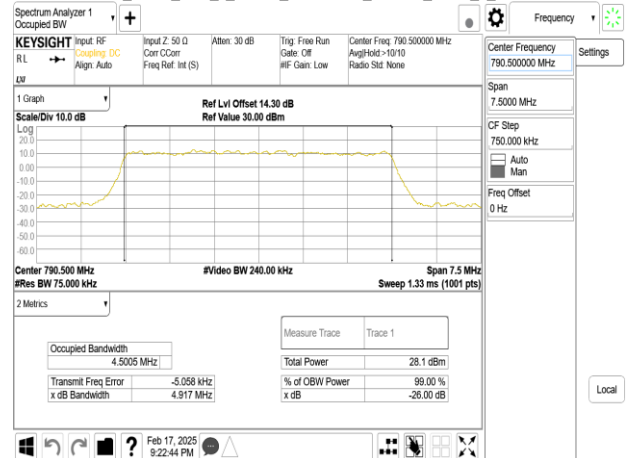 Spectrum Analyzer 1
Occupied BW
Frequency
KEYSIGHT
Input: RF
Coupling: DC
Align: Auto
Input Z: 50 Ω
Corr CCorr
Freq Ref: Int (S)
Atten: 30 dB
Trig: Free Run
Gate: Off
#IF Gain: Low
Center Freq: 790.500000 MHz
Avg|Hold:>10/10
Radio Std: None
RL
LXI
Center Frequency
790.500000 MHz
Settings
Span
7.5000 MHz
CF Step
750.000 kHz
Auto
Man
Freq Offset
0 Hz
Local
1 Graph
Scale/Div 10.0 dB
Ref Lvl Offset 14.30 dB
Ref Value 30.00 dBm
Log
20.0
10.0
0.00
-10.0
-20.0
-30.0
-40.0
-50.0
-60.0
Center 790.500 MHz
#Video BW 240.00 kHz
Span 7.5 MHz
#Res BW 75.000 kHz
Sweep 1.33 ms (1001 pts)
2 Metrics
Measure Trace
Trace 1
Occupied Bandwidth
4.5005 MHz
Total Power
28.1 dBm
Transmit Freq Error
-5.058 kHz
% of OBW Power
99.00 %
x dB Bandwidth
4.917 MHz
x dB
-26.00 dB
?
Feb 17, 2025
9:22:44 PM